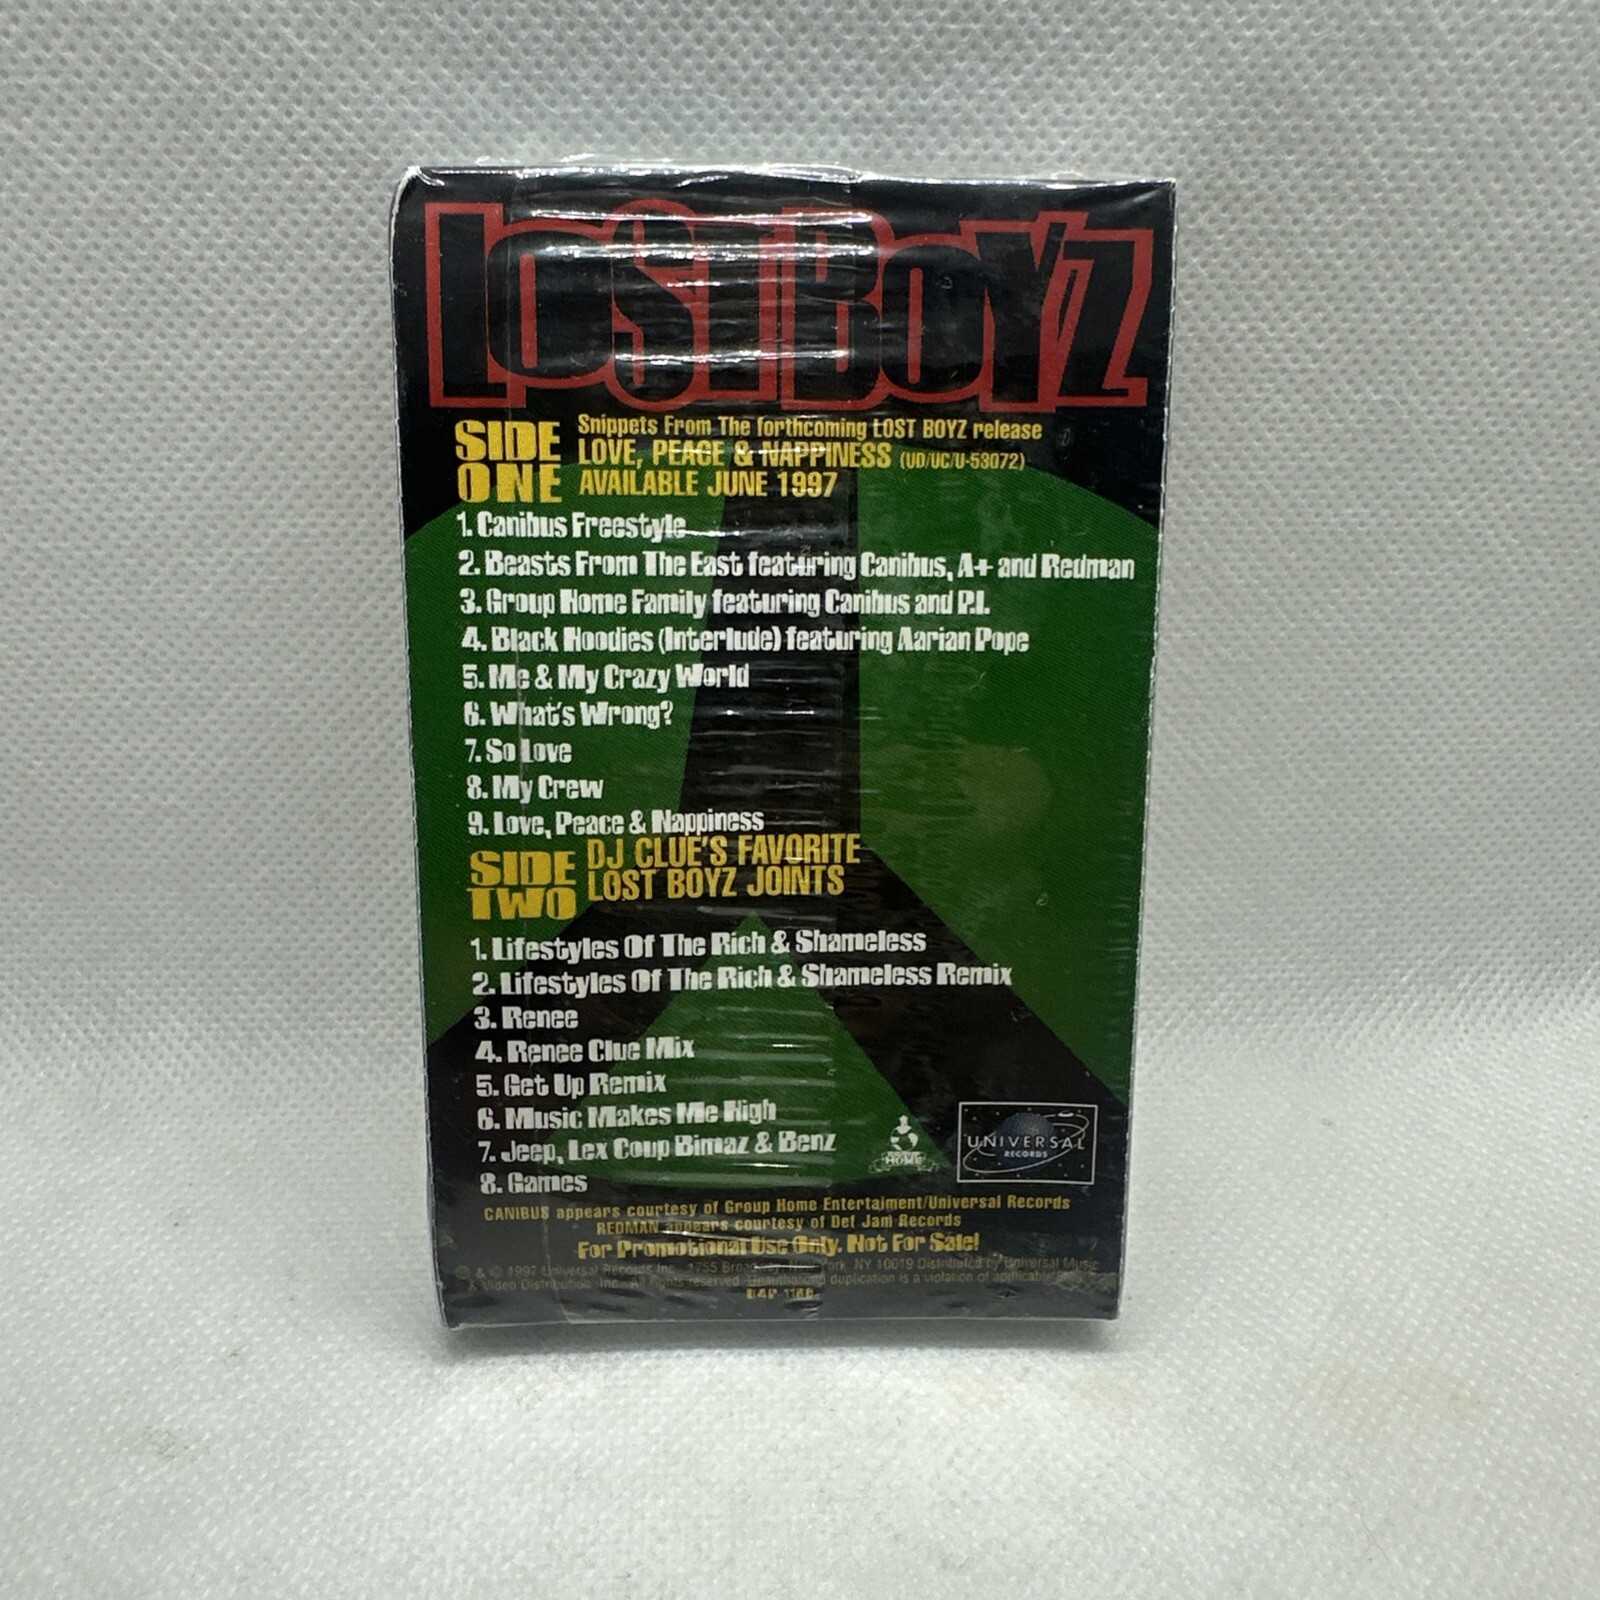 LOST BOYZ
SIDE ONE
Snippets From The forthcoming LOST BOYZ release
LOVE, PEACE & NAPPINESS (UD/UC/U-53072)
AVAILABLE JUNE 1997
1. Canibus Freestyle
2. Beasts From The East featuring Canibus, A+ and Redman
3. Group Home Family featuring Canibus and P.I.
4. Black Hoodies (Interlude) featuring Aarian Pope
5. Me & My Crazy World
6. What's Wrong?
7. So Love
8. My Crew
9. Love, Peace & Nappiness
SIDE TWO
DJ CLUE'S FAVORITE
LOST BOYZ JOINTS
1. Lifestyles Of The Rich & Shameless
2. Lifestyles Of The Rich & Shameless Remix
3. Renee
4. Renee Clue Mix
5. Get Up Remix
6. Music Makes Me High
7. Jeep, Lex Coup Bimaz & Benz
8. Games
GROUP HOME
UNIVERSAL
RECORDS
CANIBUS appears courtesy of Group Home Entertaiment/Universal Records
REDMAN appears courtesy of Def Jam Records
For Promotional Use Only. Not For Sale!
℗ & © 1997 Universal Records Inc., 1755 Broadway, New York, NY 10019 Distributed by Universal Music
& Video Distribution, Inc. All rights reserved. Unauthorized duplication is a violation of applicable